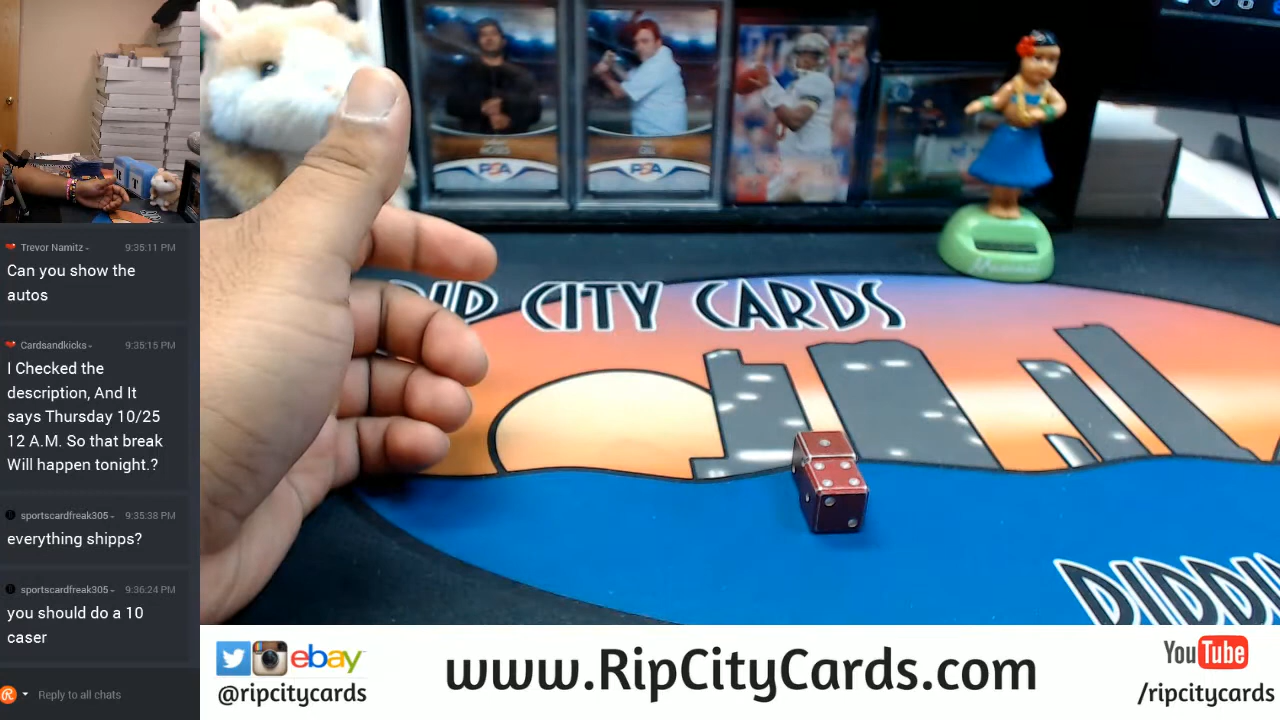 Trevor Namitz - 9:35:11 PM
Can you show the
autos
Cardsandkicks - 9:35:15 PM
I Checked the
description, And It
says Thursday 10/25
12 A.M. So that break
Will happen tonight.?
sportscardfreak305 - 9:35:38 PM
everything shipps?
sportscardfreak305 - 9:36:24 PM
you should do a 10
caser
Reply to all chats
RIP CITY CARDS
ebay
@ripcitycards
www.RipCityCards.com
YouTube
/ripcitycards